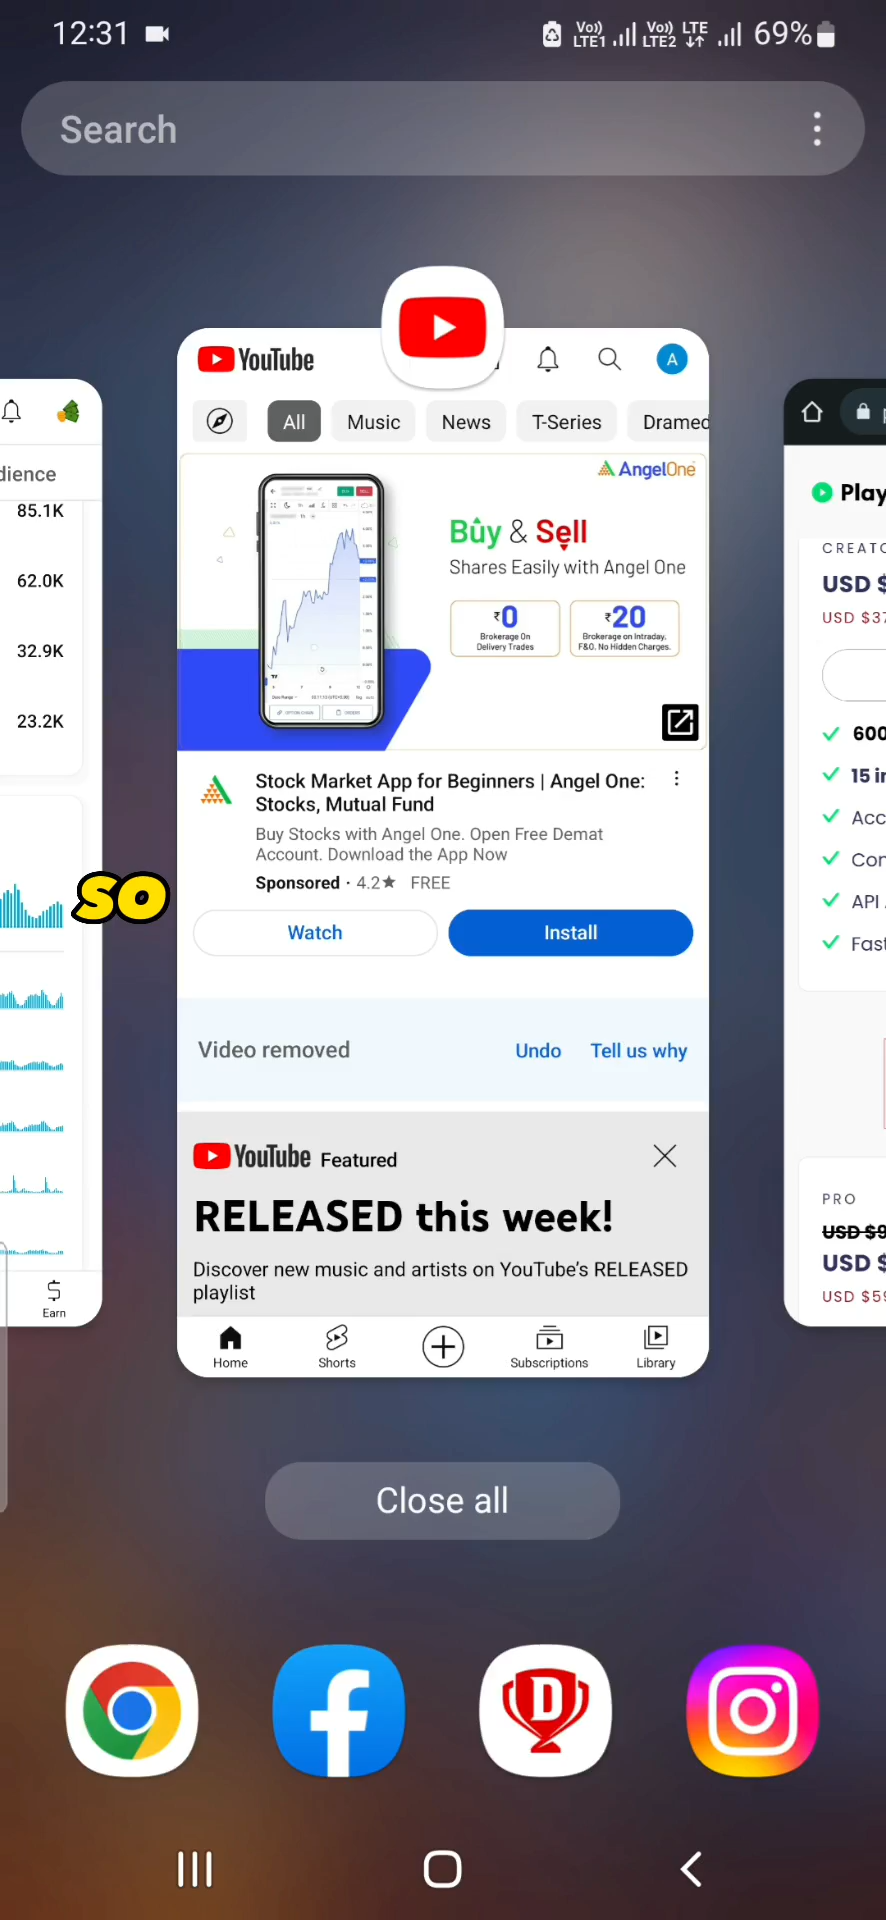 12:31
Vo)) LTE1 Vo)) LTE2 LTE 69%
Search
YouTube
A
All Music News T-Series Dramed
AngelOne
Buy & Sell
Shares Easily with Angel One
₹0
Brokerage On
Delivery Trades
₹20
Brokerage on Intraday,
F&O. No Hidden Charges.
Stock Market App for Beginners | Angel One:
Stocks, Mutual Fund
Buy Stocks with Angel One. Open Free Demat
Account. Download the App Now
Sponsored · 4.2★ FREE
Watch
Install
Video removed
Undo
Tell us why
YouTube Featured
RELEASED this week!
Discover new music and artists on YouTube's RELEASED
playlist
Home
Shorts
Subscriptions
Library
dience
85.1K
62.0K
32.9K
23.2K
SO
Earn
Play
CREATO
USD $
USD $37
600
15 in
Acc
Con
API
Fast
PRO
USD $9
USD $
USD $59
Close all